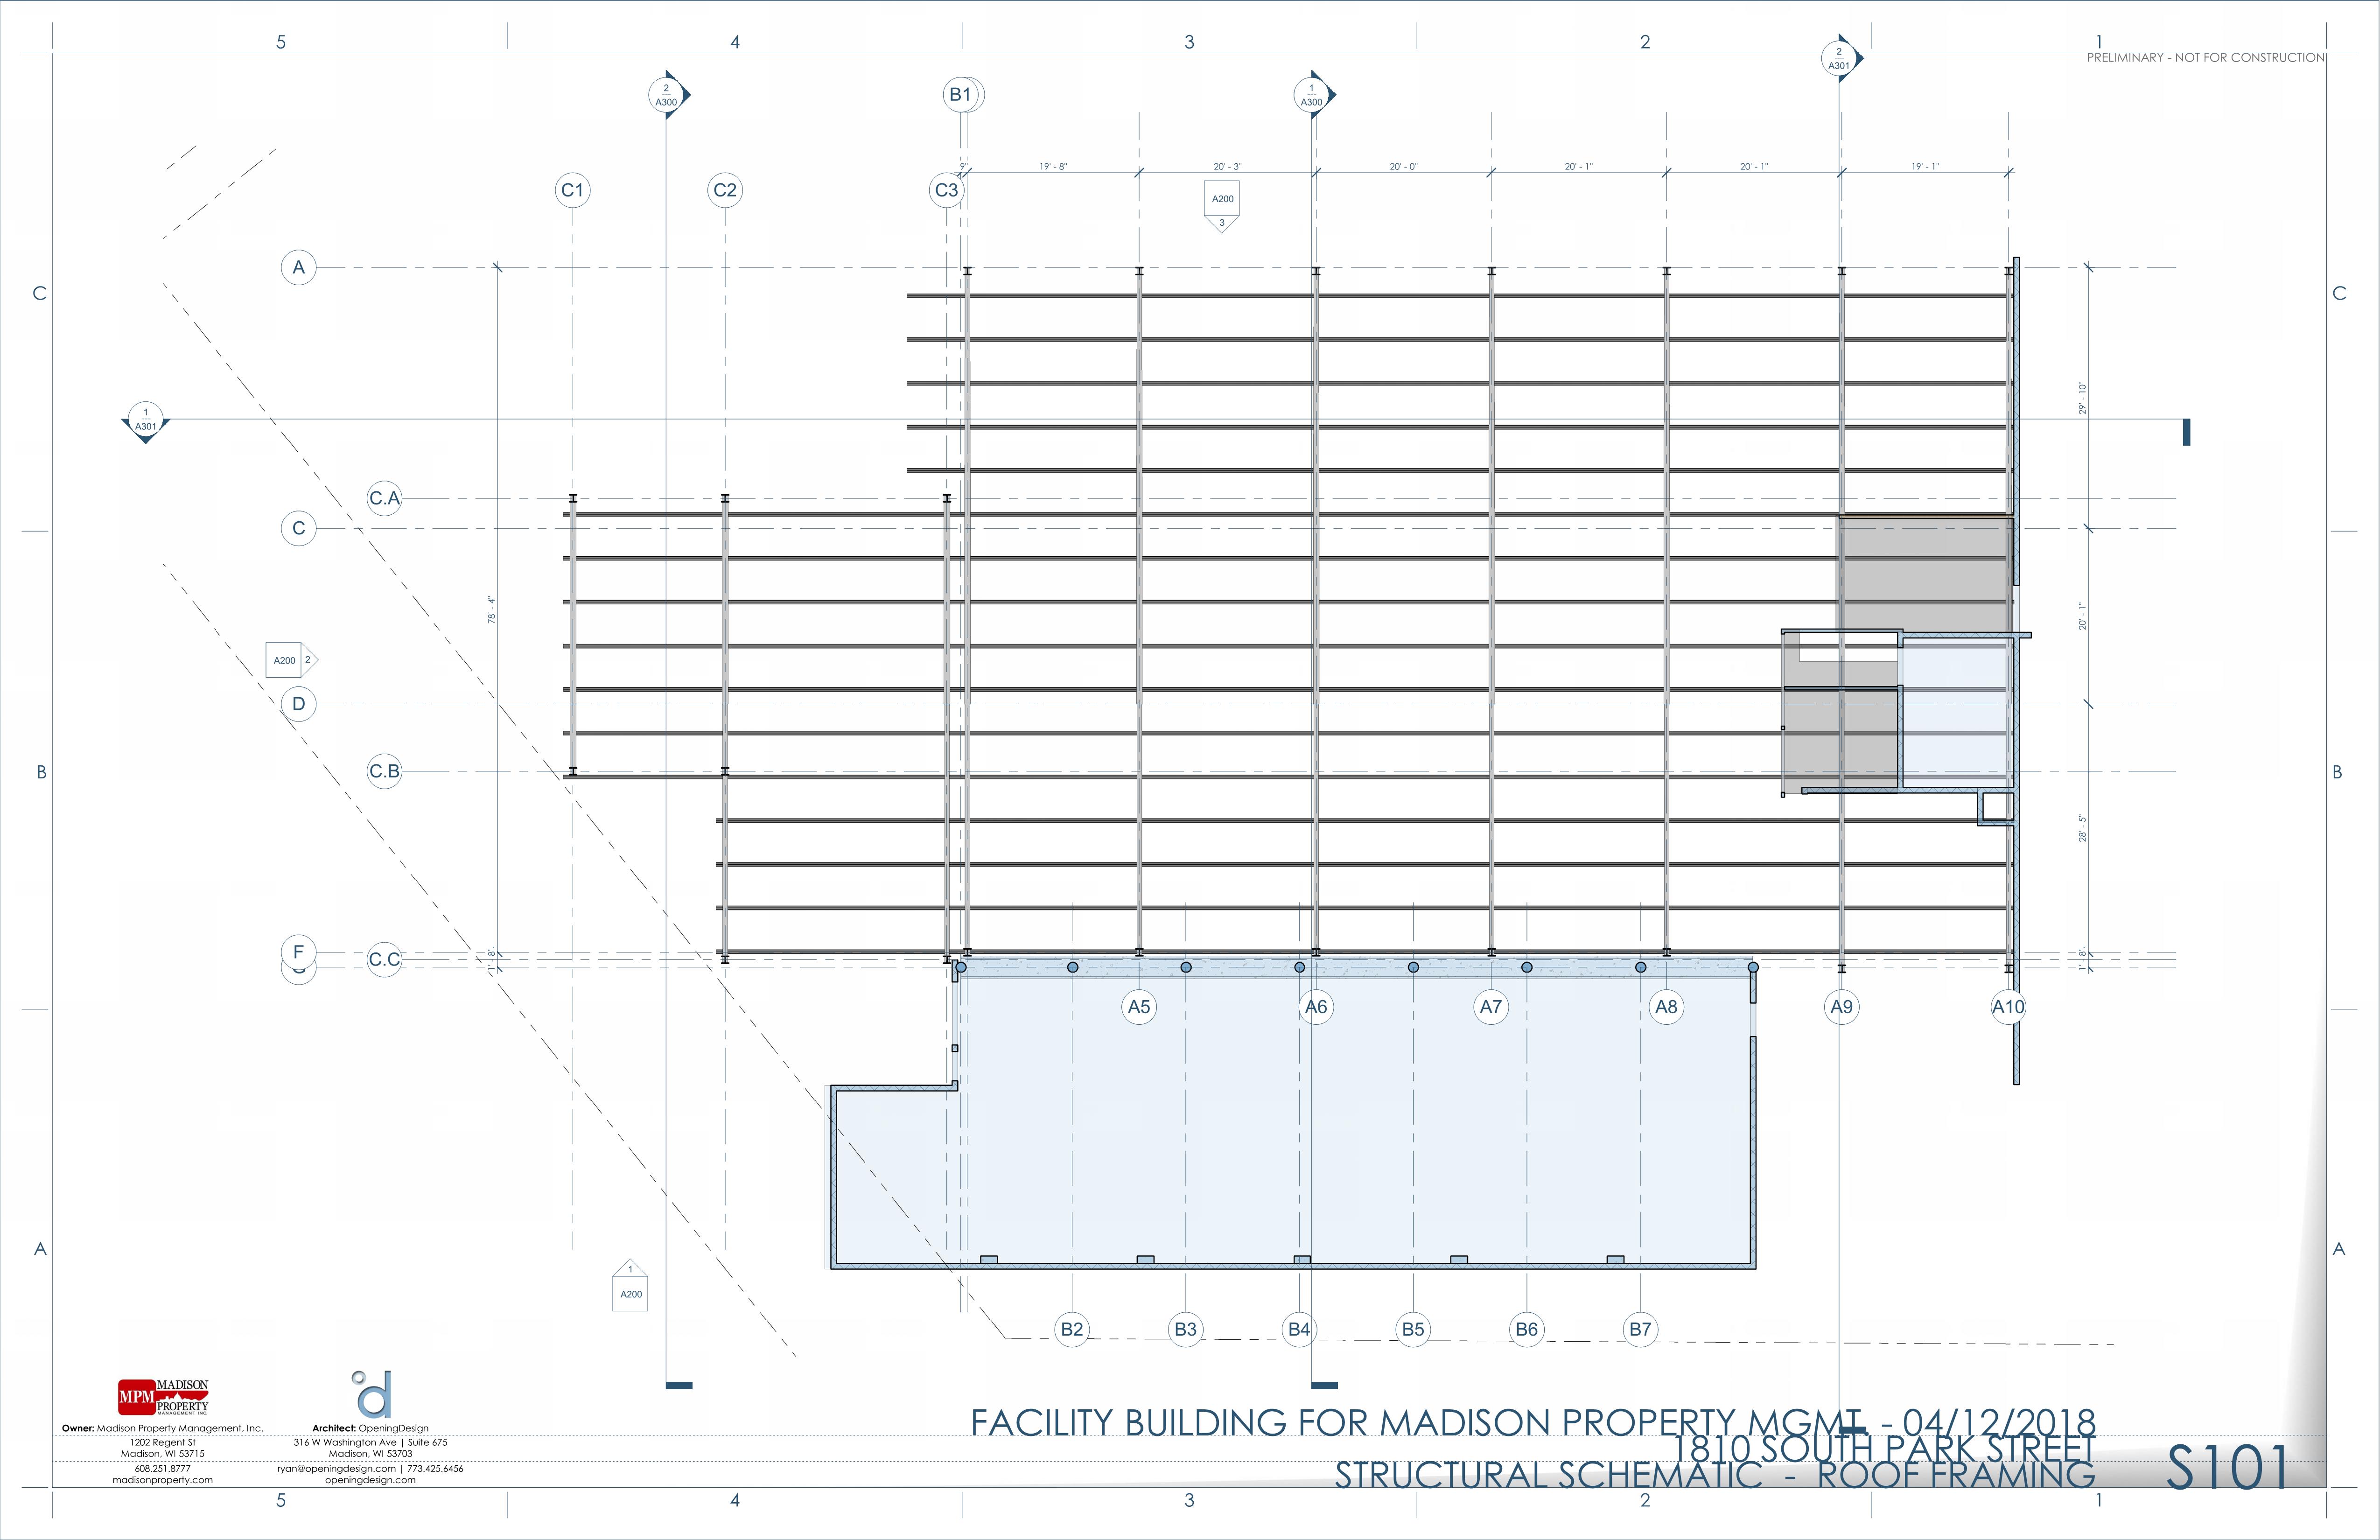 5
4
3
2
1
PRELIMINARY - NOT FOR CONSTRUCTION
2
A301
2
A300
B1
1
A300
9"
19' - 8"
20' - 3"
20' - 0"
20' - 1"
20' - 1"
19' - 1"
C1
C2
C3
A200
3
A
C
C
29' - 10"
1
A301
C.A
C
78' - 4"
20' - 1"
A200
2
D
C.B
B
B
28' - 5"
F
C.C
1' - 8"
1' - 8"
A5
A6
A7
A8
A9
A10
A
A
1
A200
B2
B3
B4
B5
B6
B7
MPM
MADISON
PROPERTY
MANAGEMENT INC
Owner: Madison Property Management, Inc.
1202 Regent St
Madison, WI 53715
608.251.8777
madisonproperty.com
d
Architect: OpeningDesign
316 W Washington Ave | Suite 675
Madison, WI 53703
ryan@openingdesign.com | 773.425.6456
openingdesign.com
FACILITY BUILDING FOR MADISON PROPERTY MGMT. - 04/12/2018
1810 SOUTH PARK STREET
STRUCTURAL SCHEMATIC - ROOF FRAMING
S101
5
4
3
2
1